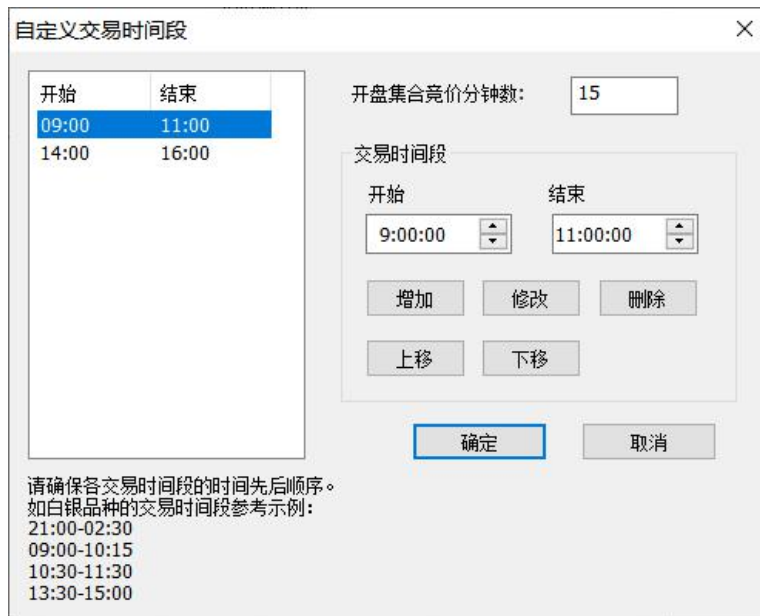 自定义交易时间段
开始 结束
09:00 11:00
14:00 16:00
开盘集合竞价分钟数: 15
交易时间段
开始 结束
9:00:00 11:00:00
增加 修改 删除
上移 下移
确定 取消
请确保各交易时间段的时间先后顺序。
如白银品种的交易时间段参考示例:
21:00-02:30
09:00-10:15
10:30-11:30
13:30-15:00